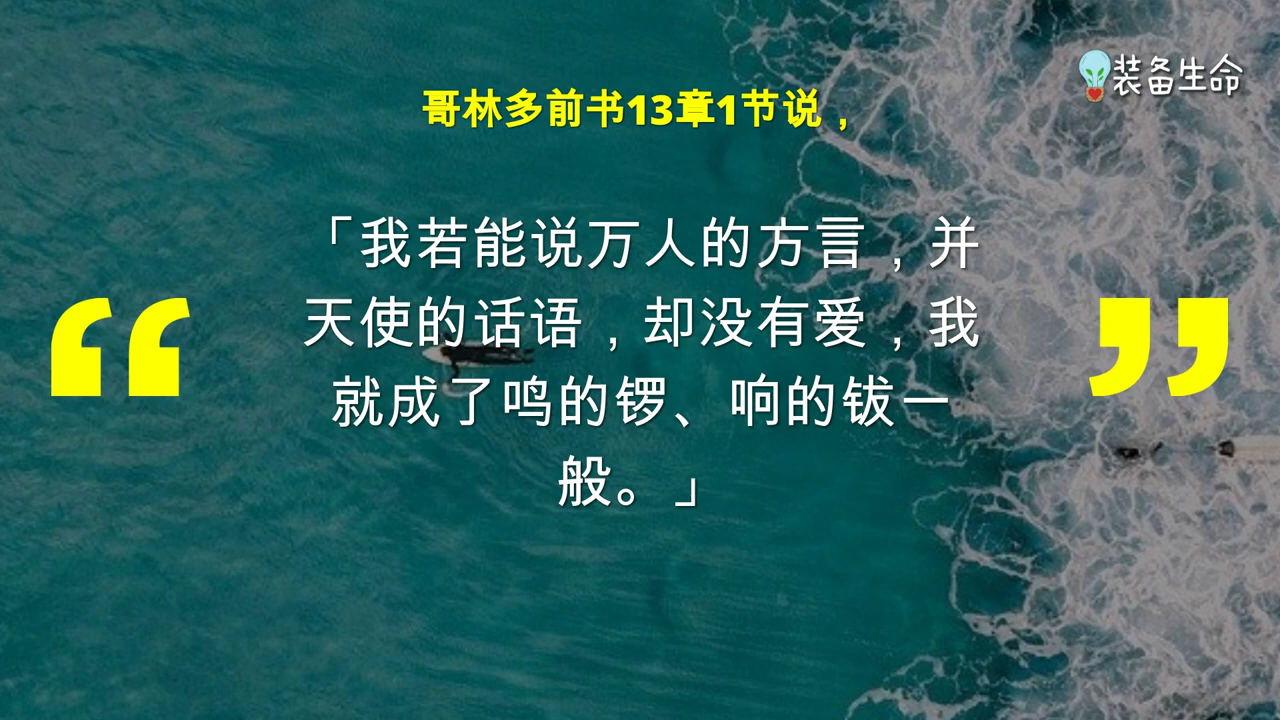 装备生命
哥林多前书13章1节说，
「我若能说万人的方言，并
天使的话语，却没有爱，我
就成了鸣的锣、响的钹一
般。」